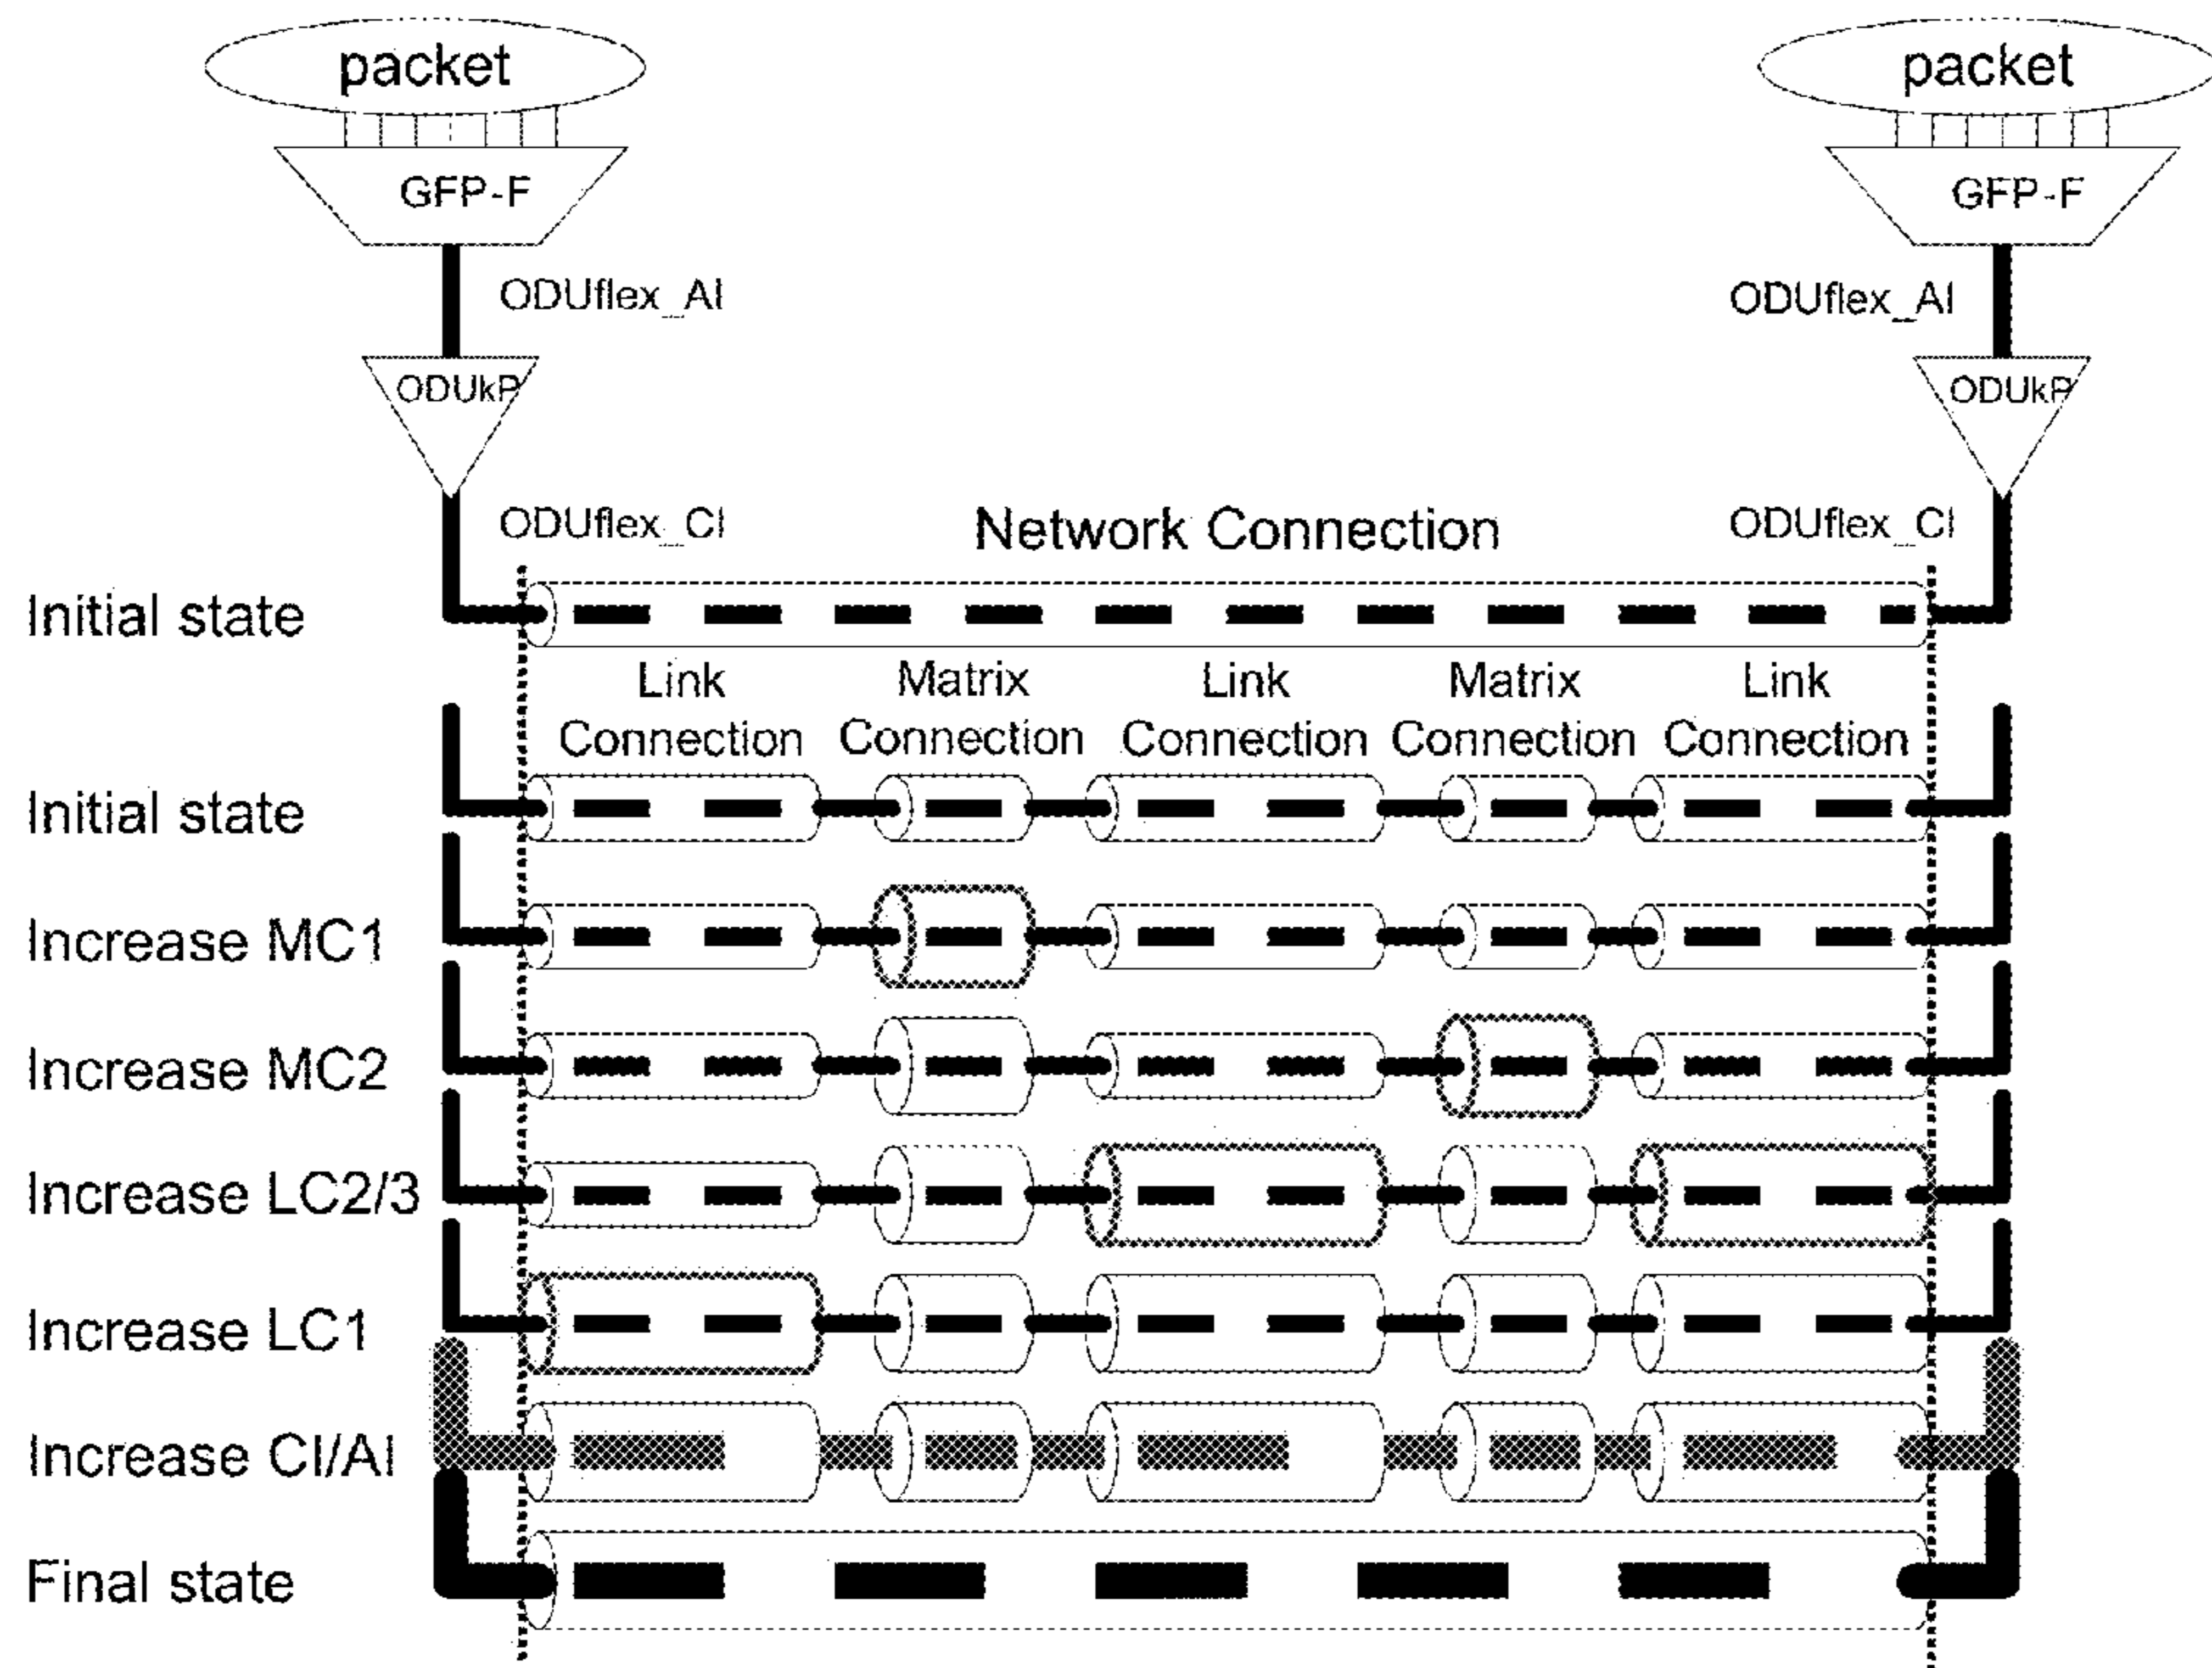 packet
packet
GFP-F
GFP-F
ODUflex_AI
ODUflex_AI
ODUkP
ODUkP
ODUflex_CI
Network Connection
ODUflex_CI
Initial state
Link Connection
Matrix Connection
Link Connection
Matrix Connection
Link Connection
Initial state
Increase MC1
Increase MC2
Increase LC2/3
Increase LC1
Increase CI/AI
Final state